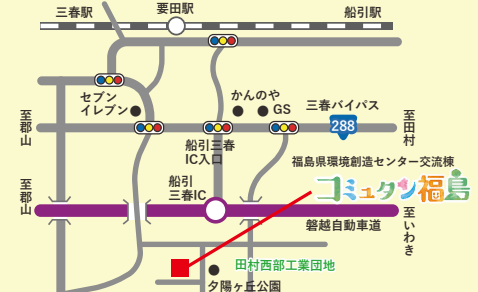 三春駅
要田駅
船引駅
セブン
イレブン
かんのや
GS
三春バイパス
288
至郡山
至田村
船引三春
IC入口
福島県環境創造センター交流棟
コミュタン福島
至郡山
船引
三春IC
磐越自動車道
至いわき
田村西部工業団地
夕陽ヶ丘公園